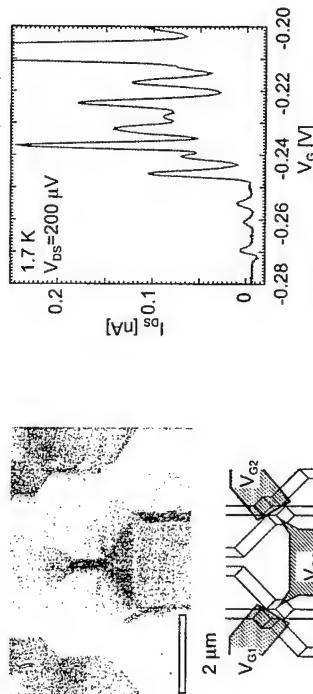 2 μm
V_G1
V_G2
0.2
0.1
0
I_DS [nA]
1.7 K
V_DS=200 μV
-0.28
-0.26
-0.24
-0.22
-0.20
V_G [V]